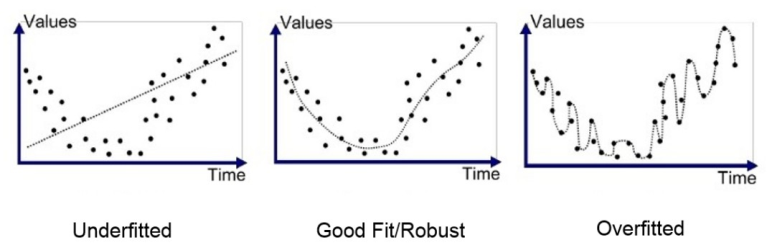 Values
Time
Underfitted
Values
Time
Good Fit/Robust
Values
Time
Overfitted